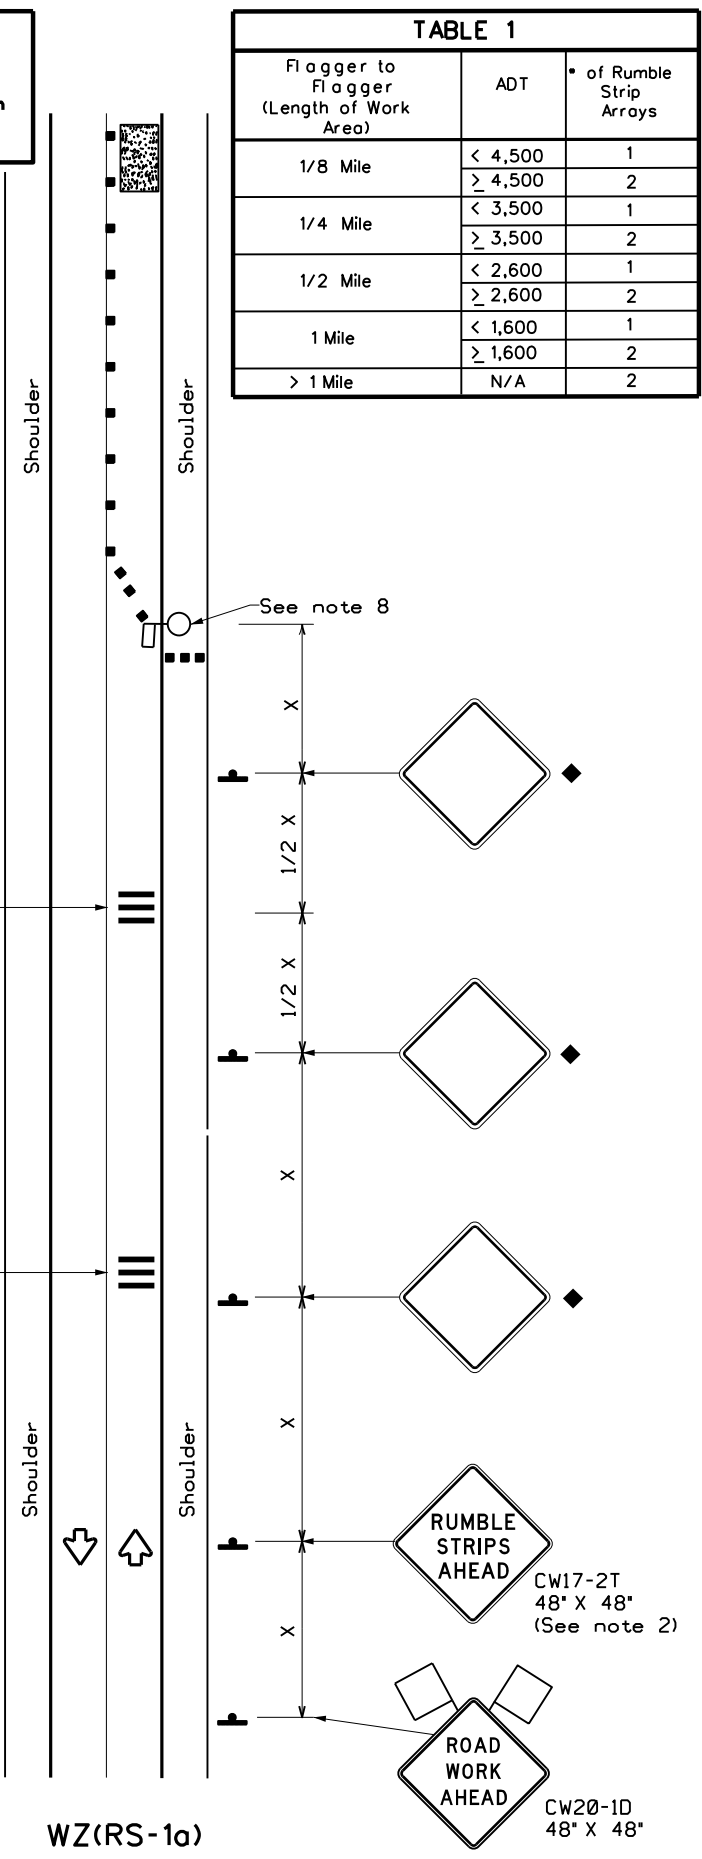 TABLE 1
Flagger to
Flagger
(Length of Work
Area)
ADT
" of Rumble
Strip
Arrays
1/8 Mile
< 4,500
1
≥ 4,500
2
1/4 Mile
< 3,500
1
≥ 3,500
2
1/2 Mile
< 2,600
1
≥ 2,600
2
1 Mile
< 1,600
1
≥ 1,600
2
> 1 Mile
N/A
2
Shoulder
Shoulder
See note 8
X
1/2 X
1/2 X
X
X
Shoulder
Shoulder
RUMBLE
STRIPS
AHEAD
CW17-2T
48" X 48"
(See note 2)
X
ROAD
WORK
AHEAD
CW20-1D
48" X 48"
WZ(RS-1a)